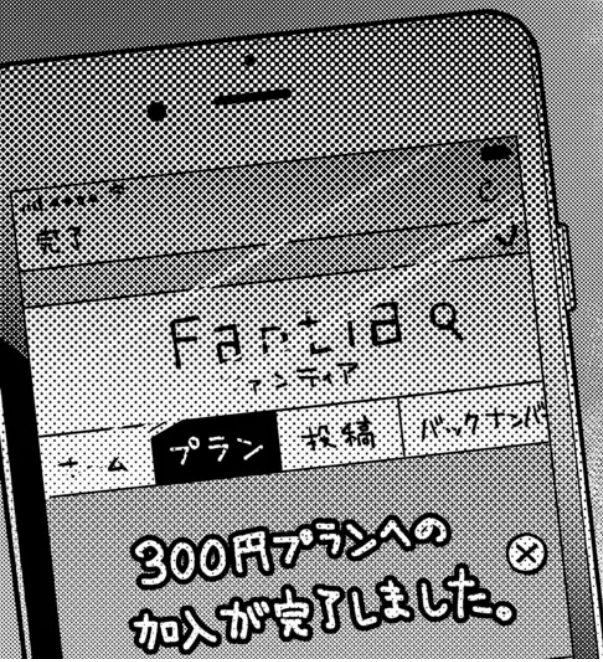 完了
Fantia
ファンティア
ホーム
プラン
投稿
バックナンバ
300円プランへの
加入が完了しました。